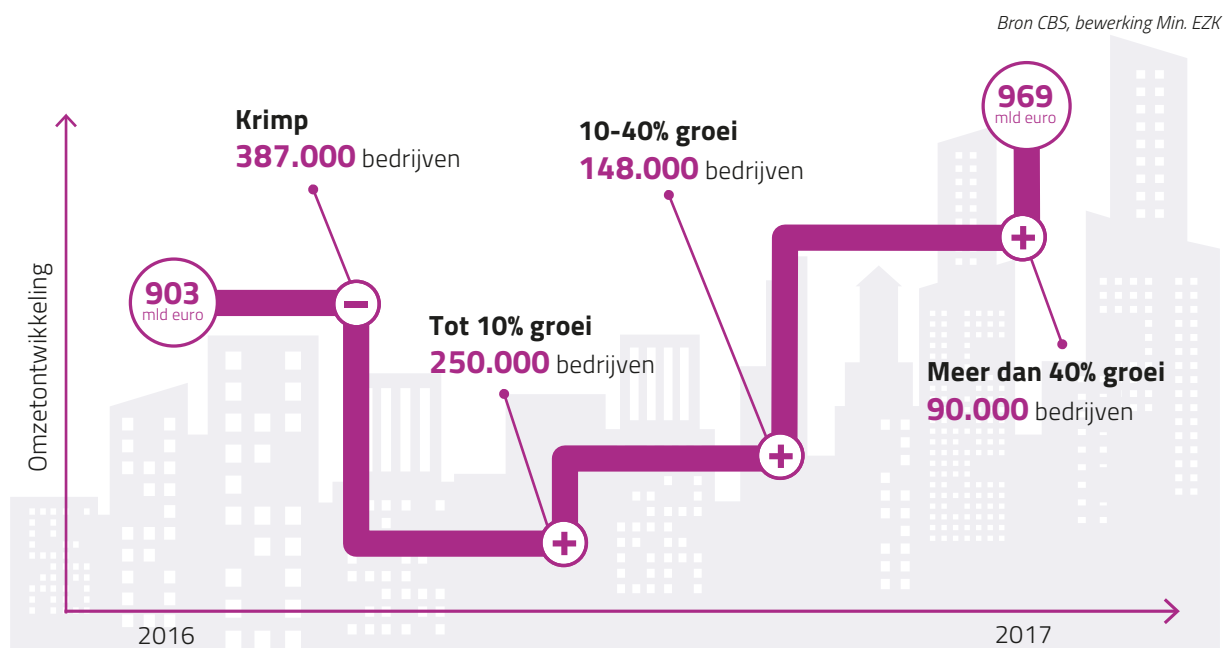 Bron CBS, bewerking Min. EZK
Omzetontwikkeling
903
mld euro
Krimp
387.000 bedrijven
Tot 10% groei
250.000 bedrijven
10-40% groei
148.000 bedrijven
969
mld euro
Meer dan 40% groei
90.000 bedrijven
2016
2017